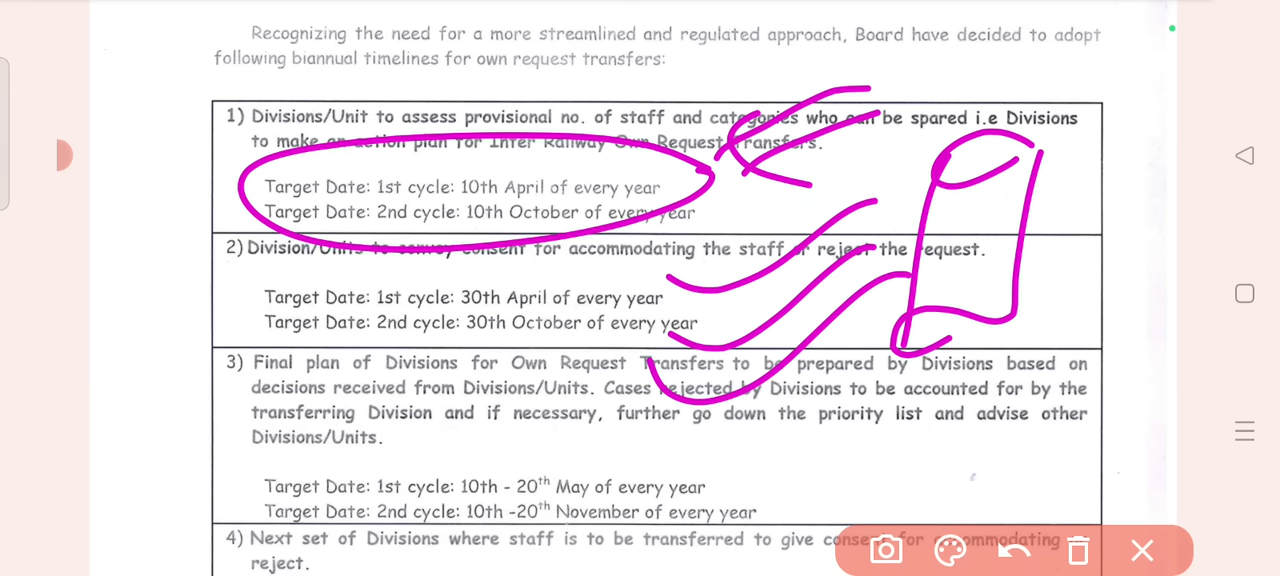 Recognizing the need for a more streamlined and regulated approach, Board have decided to adopt
following biannual timelines for own request transfers:
1) Divisions/Unit to assess provisional no. of staff and categories who can be spared i.e Divisions
to make an action plan for Inter Railway Own Request Transfers.
Target Date: 1st cycle: 10th April of every year
Target Date: 2nd cycle: 10th October of every year
2) Division/Units to convey consent for accommodating the staff or reject the request.
Target Date: 1st cycle: 30th April of every year
Target Date: 2nd cycle: 30th October of every year
3) Final plan of Divisions for Own Request Transfers to be prepared by Divisions based on
decisions received from Divisions/Units. Cases rejected by Divisions to be accounted for by the
transferring Division and if necessary, further go down the priority list and advise other
Divisions/Units.
Target Date: 1st cycle: 10th - 20th May of every year
Target Date: 2nd cycle: 10th -20th November of every year
4) Next set of Divisions where staff is to be transferred to give consent for accommodating
reject.